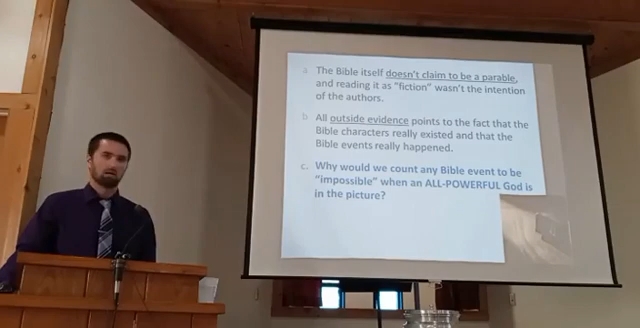 a. The Bible itself doesn't claim to be a parable,
and reading it as "fiction" wasn't the intention
of the authors.
b. All outside evidence points to the fact that the
Bible characters really existed and that the
Bible events really happened.
c. Why would we count any Bible event to be
"impossible" when an ALL-POWERFUL God is
in the picture?